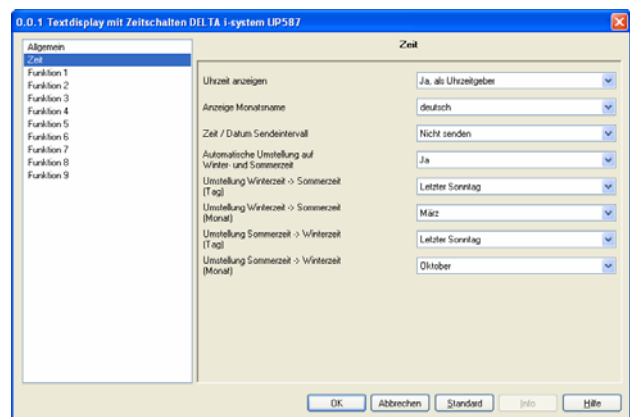 0.0.1 Textdisplay mit Zeitschalten DELTA i-system UP587
Allgemein
Zeit
Funktion 1
Funktion 2
Funktion 3
Funktion 4
Funktion 5
Funktion 6
Funktion 7
Funktion 8
Funktion 9
Zeit
Uhrzeit anzeigen
Ja, als Uhrzeitgeber
Anzeige Monatsname
deutsch
Zeit / Datum Sendeintervall
Nicht senden
Automatische Umstellung auf
Winter- und Sommerzeit
Ja
Umstellung Winterzeit -> Sommerzeit
(Tag)
Letzter Sonntag
Umstellung Winterzeit -> Sommerzeit
(Monat)
März
Umstellung Sommerzeit -> Winterzeit
(Tag)
Letzter Sonntag
Umstellung Sommerzeit -> Winterzeit
(Monat)
Oktober
OK
Abbrechen
Standard
Info
Hilfe